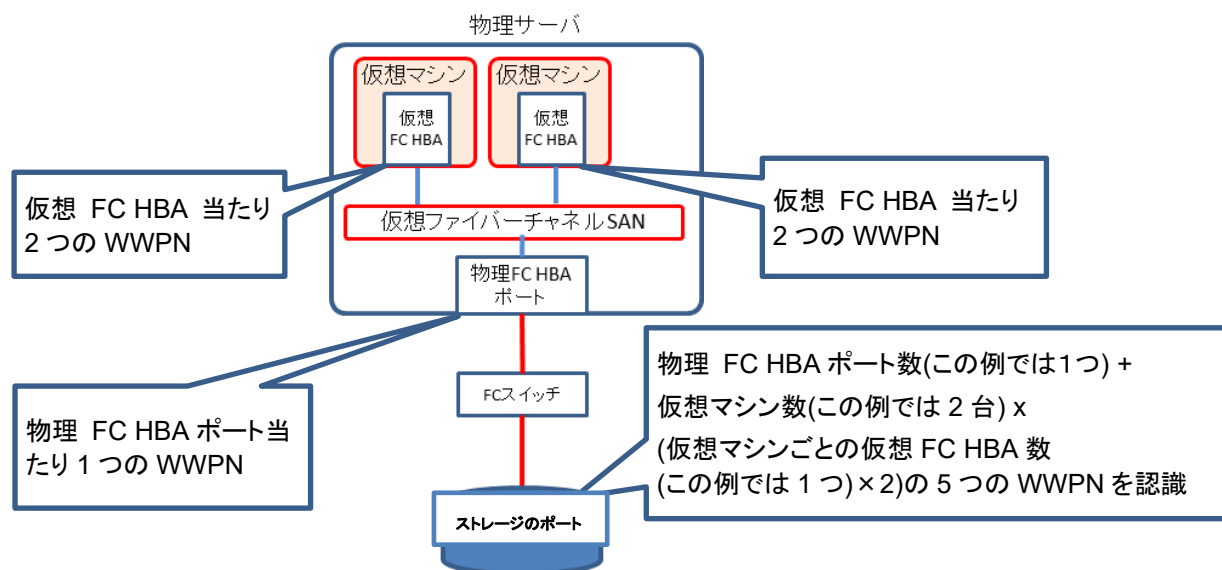 物理サーバ
仮想マシン
仮想
FC HBA
仮想マシン
仮想
FC HBA
仮想 FC HBA 当たり
2 つの WWPN
仮想 FC HBA 当たり
2 つの WWPN
仮想ファイバーチャネルSAN
物理FC HBA
ポート
物理 FC HBA ポート当
たり 1 つの WWPN
FCスイッチ
物理 FC HBA ポート数(この例では１つ) +
仮想マシン数(この例では 2 台) x
(仮想マシンごとの仮想 FC HBA 数
(この例では 1 つ)×2)の 5 つの WWPN を認識
ストレージのポート